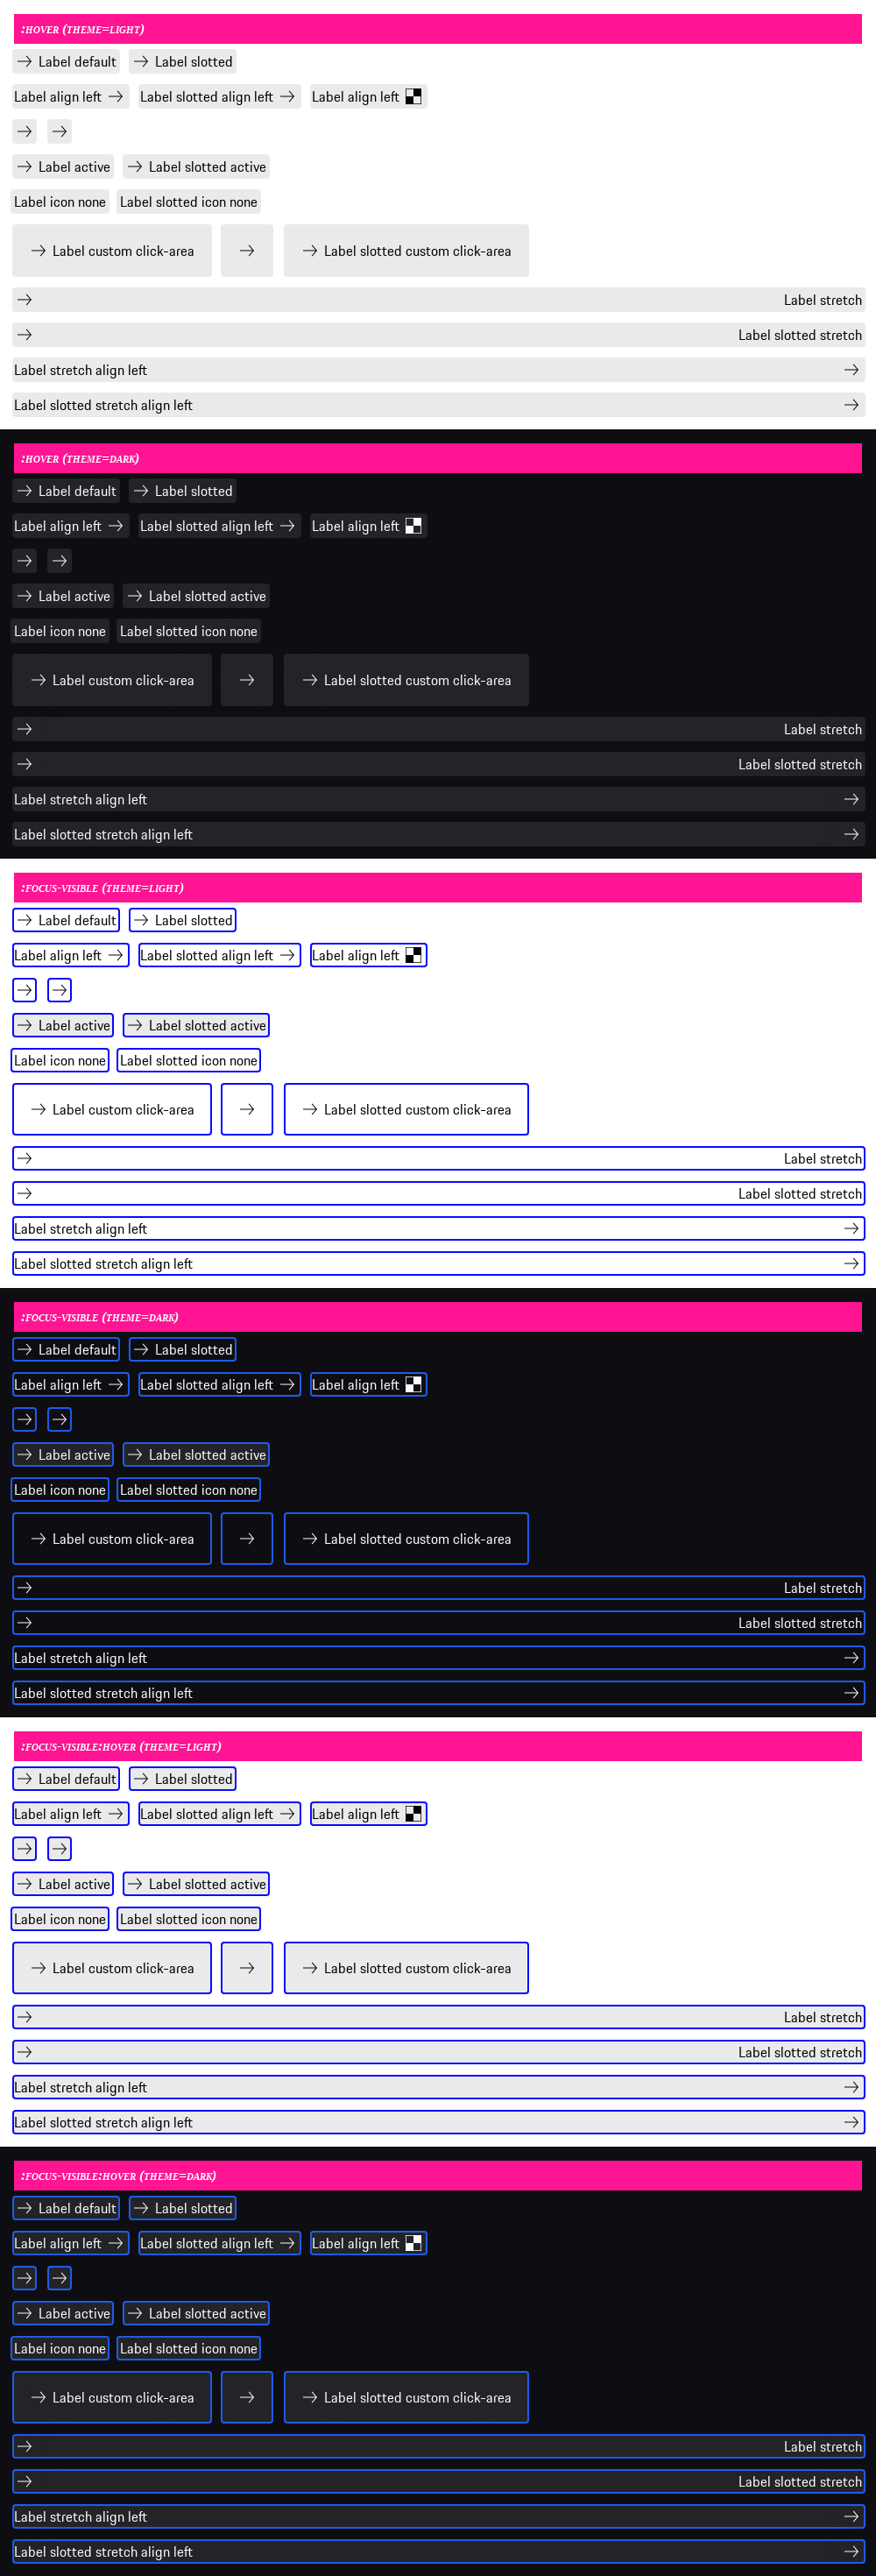 :HOVER (THEME=LIGHT)
Label default Label slotted
Label align left Label slotted align left Label align left
Label active Label slotted active
Label icon none Label slotted icon none
Label custom click-area Label slotted custom click-area
Label stretch
Label slotted stretch
Label stretch align left
Label slotted stretch align left
:HOVER (THEME=DARK)
Label default Label slotted
Label align left Label slotted align left Label align left
Label active Label slotted active
Label icon none Label slotted icon none
Label custom click-area Label slotted custom click-area
Label stretch
Label slotted stretch
Label stretch align left
Label slotted stretch align left
:FOCUS-VISIBLE (THEME=LIGHT)
Label default Label slotted
Label align left Label slotted align left Label align left
Label active Label slotted active
Label icon none Label slotted icon none
Label custom click-area Label slotted custom click-area
Label stretch
Label slotted stretch
Label stretch align left
Label slotted stretch align left
:FOCUS-VISIBLE (THEME=DARK)
Label default Label slotted
Label align left Label slotted align left Label align left
Label active Label slotted active
Label icon none Label slotted icon none
Label custom click-area Label slotted custom click-area
Label stretch
Label slotted stretch
Label stretch align left
Label slotted stretch align left
:FOCUS-VISIBLE:HOVER (THEME=LIGHT)
Label default Label slotted
Label align left Label slotted align left Label align left
Label active Label slotted active
Label icon none Label slotted icon none
Label custom click-area Label slotted custom click-area
Label stretch
Label slotted stretch
Label stretch align left
Label slotted stretch align left
:FOCUS-VISIBLE:HOVER (THEME=DARK)
Label default Label slotted
Label align left Label slotted align left Label align left
Label active Label slotted active
Label icon none Label slotted icon none
Label custom click-area Label slotted custom click-area
Label stretch
Label slotted stretch
Label stretch align left
Label slotted stretch align left